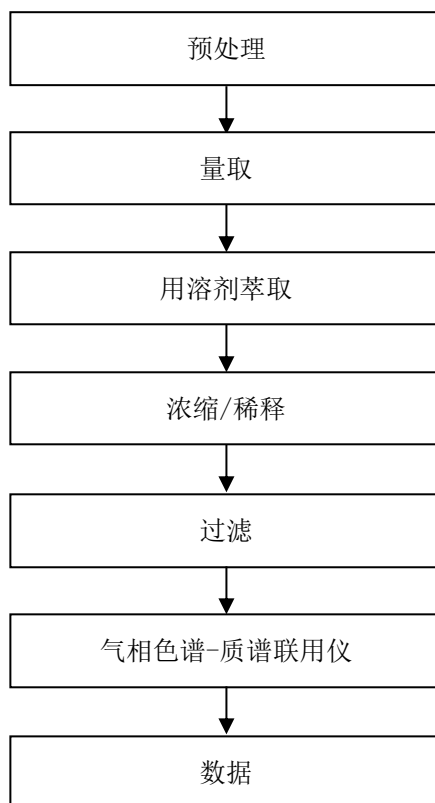 预处理
量取
用溶剂萃取
浓缩/稀释
过滤
气相色谱-质谱联用仪
数据